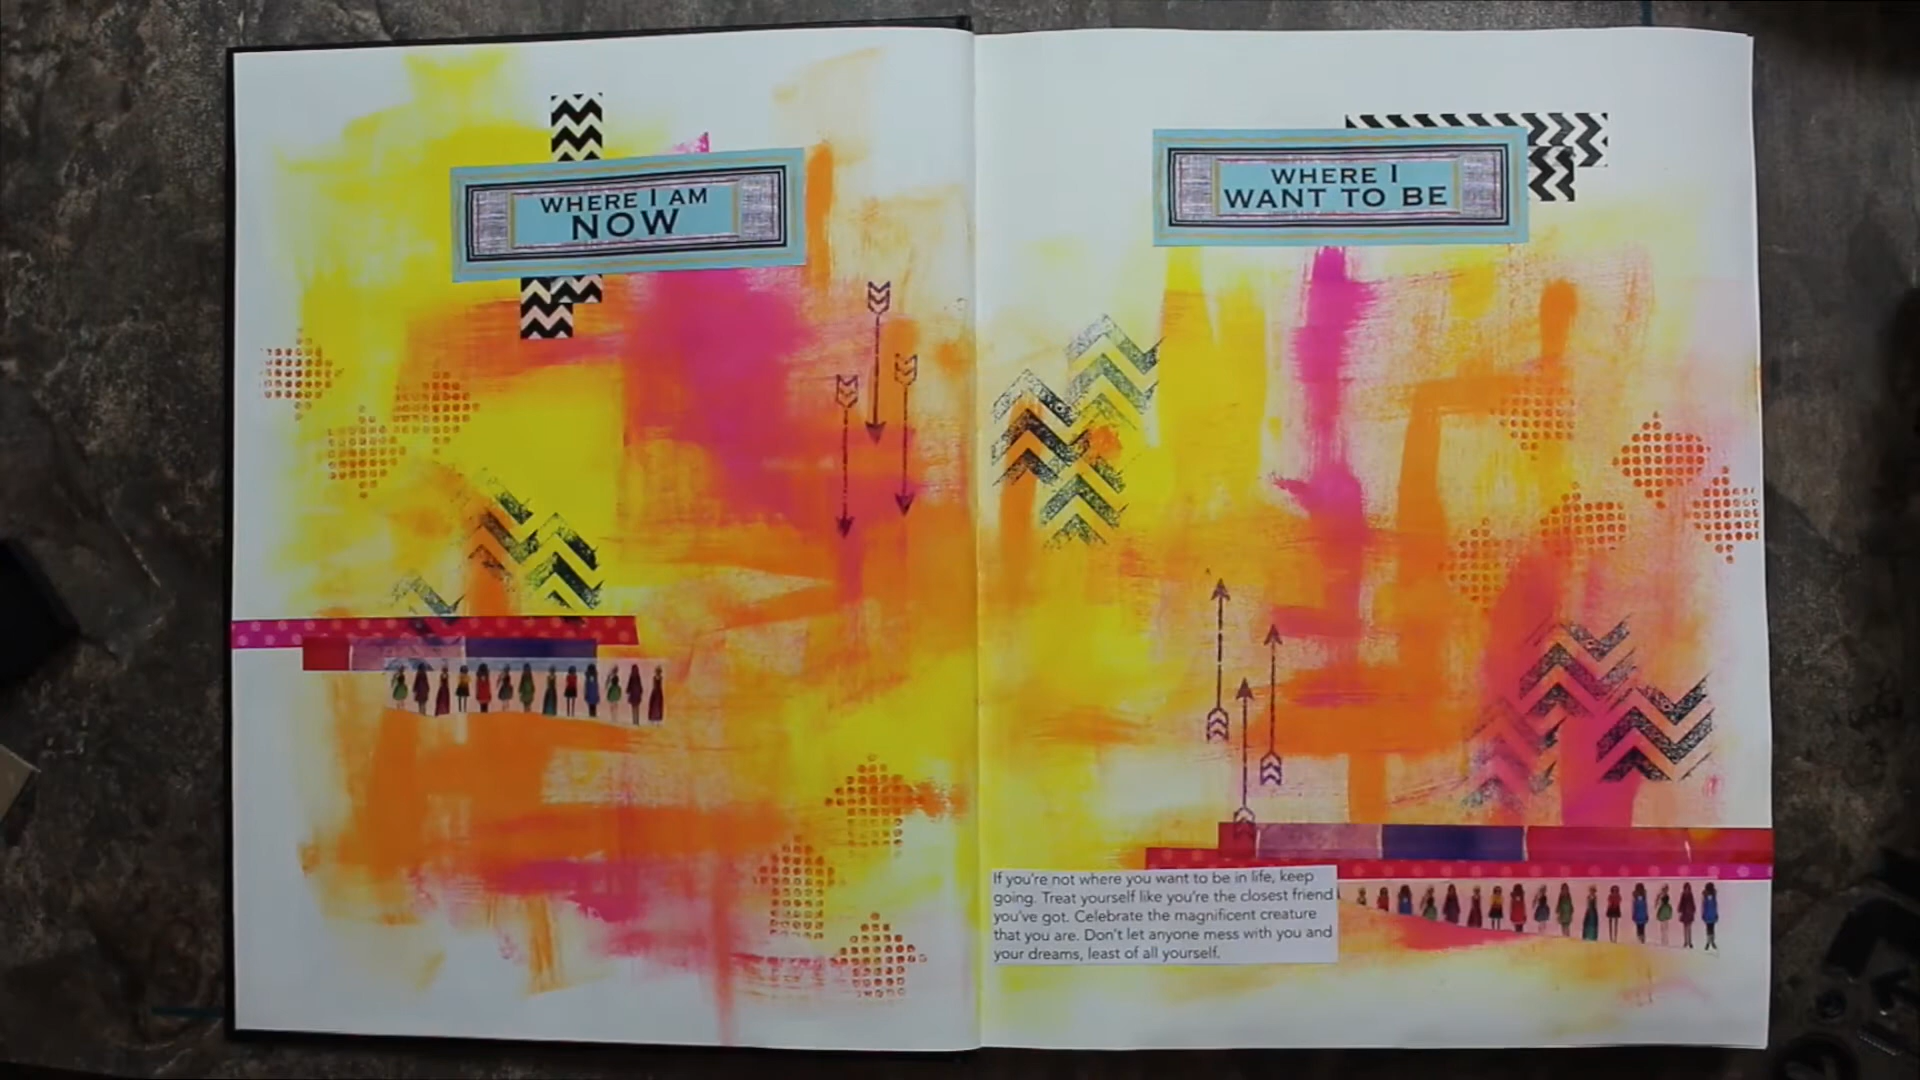 WHERE I AM
NOW
WHERE I
WANT TO BE
If you're not where you want to be in life, keep
going. Treat yourself like you're the closest friend
you've got. Celebrate the magnificent creature
that you are. Don't let anyone mess with you and
your dreams, least of all yourself.